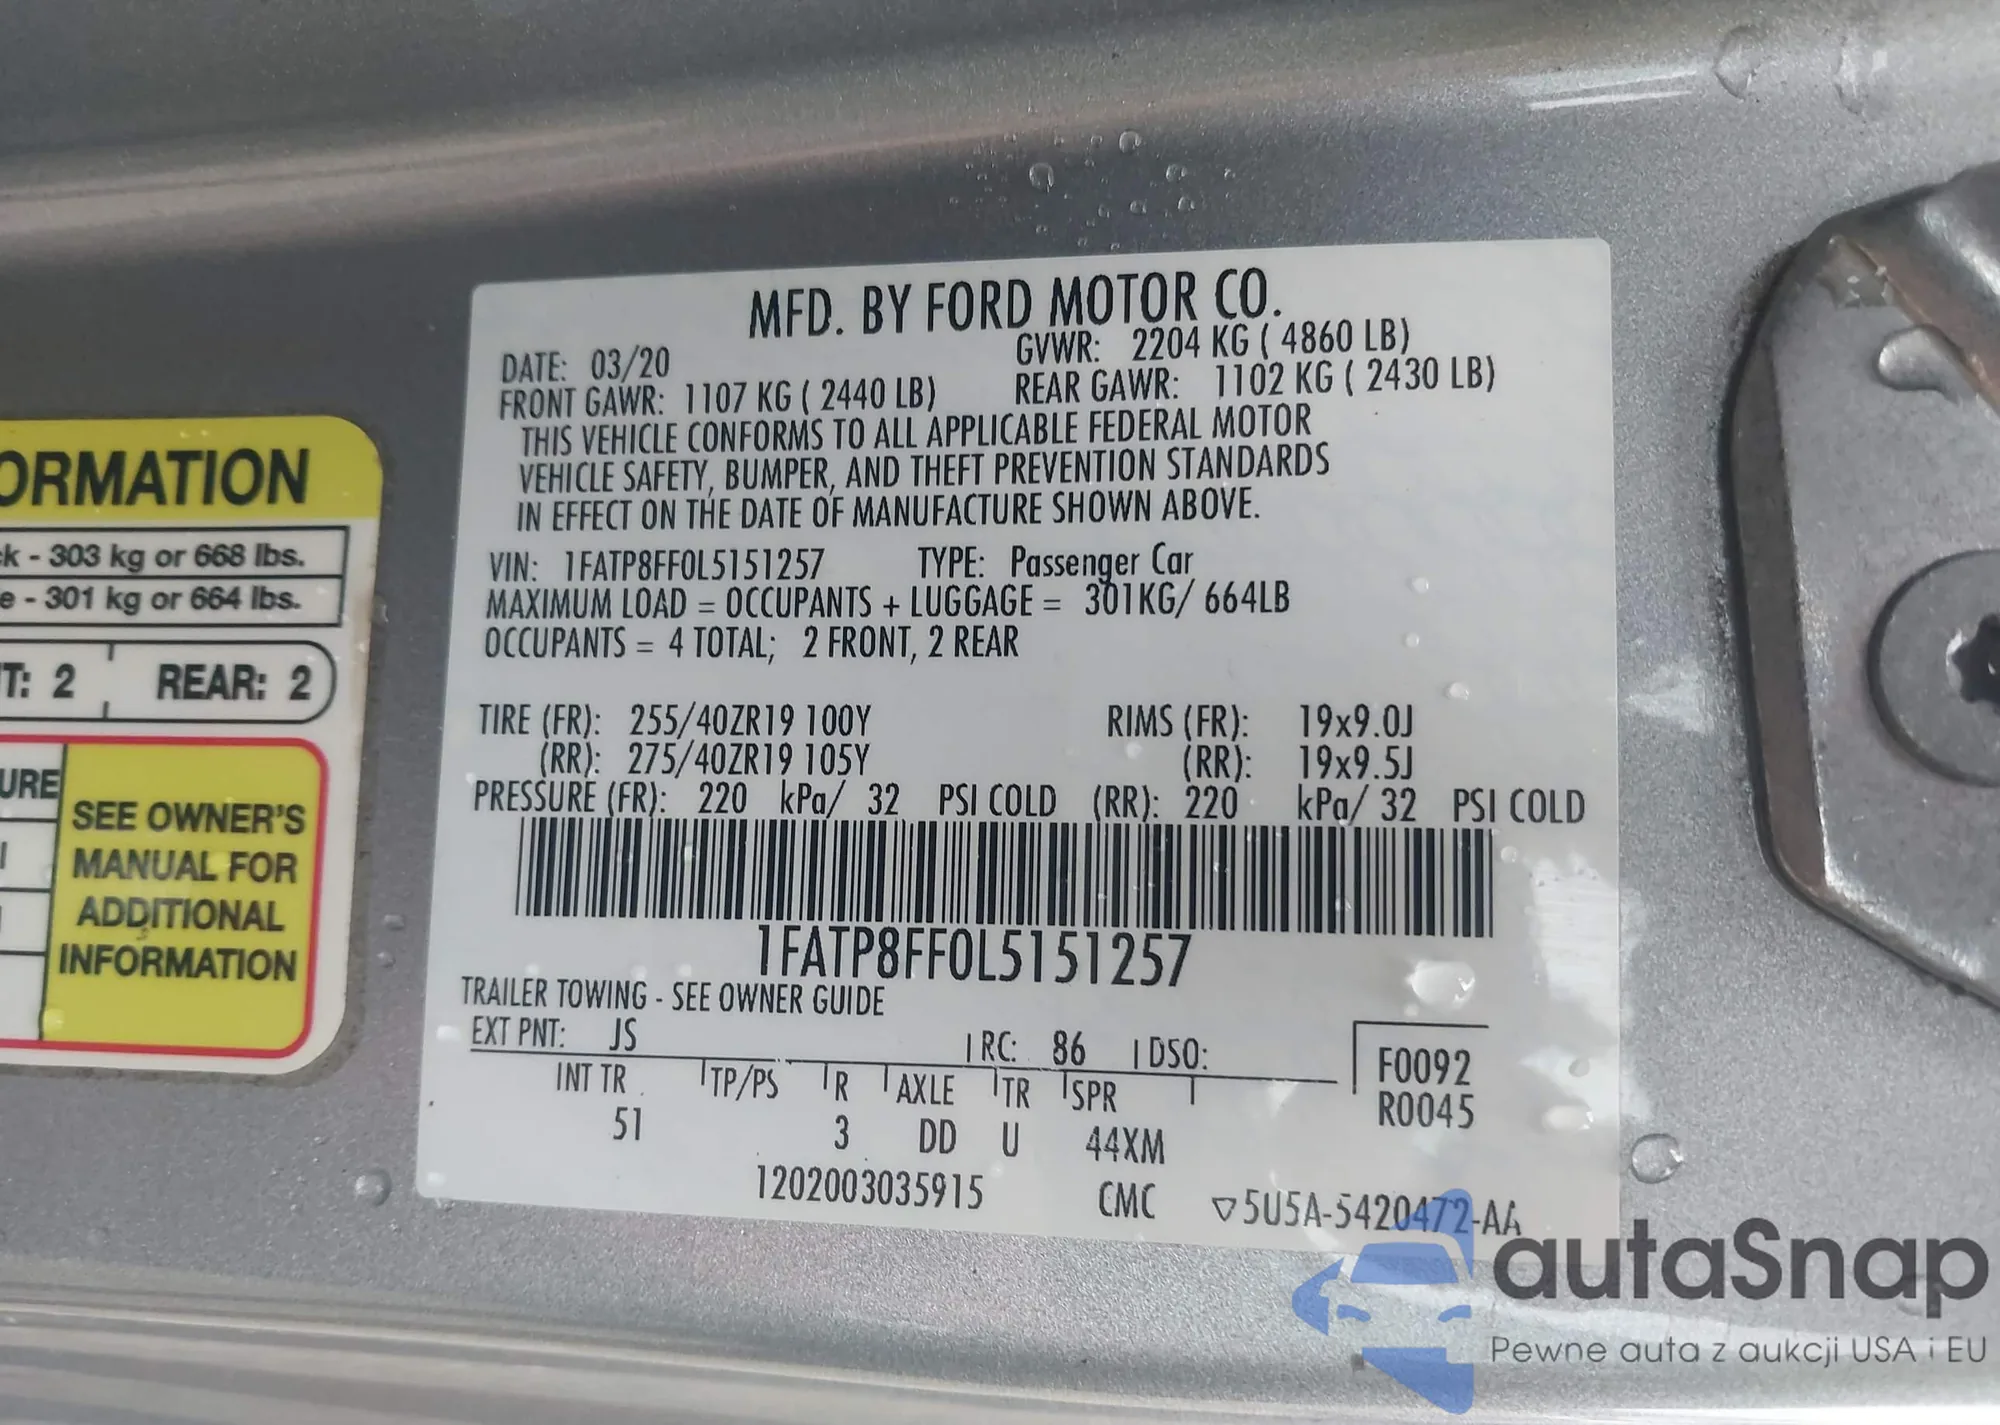 ORMATION
ck - 303 kg or 668 lbs.
e - 301 kg or 664 lbs.
T: 2 REAR: 2
URE
SEE OWNER'S
MANUAL FOR
ADDITIONAL
INFORMATION
MFD. BY FORD MOTOR CO.
DATE: 03/20 GVWR: 2204 KG ( 4860 LB)
FRONT GAWR: 1107 KG ( 2440 LB) REAR GAWR: 1102 KG ( 2430 LB)
THIS VEHICLE CONFORMS TO ALL APPLICABLE FEDERAL MOTOR
VEHICLE SAFETY, BUMPER, AND THEFT PREVENTION STANDARDS
IN EFFECT ON THE DATE OF MANUFACTURE SHOWN ABOVE.
VIN: 1FATP8FF0L5151257 TYPE: Passenger Car
MAXIMUM LOAD = OCCUPANTS + LUGGAGE = 301KG/ 664LB
OCCUPANTS = 4 TOTAL; 2 FRONT, 2 REAR
TIRE (FR): 255/40ZR19 100Y RIMS (FR): 19x9.0J
(RR): 275/40ZR19 105Y (RR): 19x9.5J
PRESSURE (FR): 220 kPa/ 32 PSI COLD (RR): 220 kPa/ 32 PSI COLD
1FATP8FF0L5151257
TRAILER TOWING - SEE OWNER GUIDE
EXT PNT: JS RC: 86 DSO: F0092
INT TR TP/PS R AXLE TR SPR R0045
51 3 DD U 44XM
1202003035915 CMC ▽5U5A-5420472-AA
autaSnap
Pewne auta z aukcji USA i EU